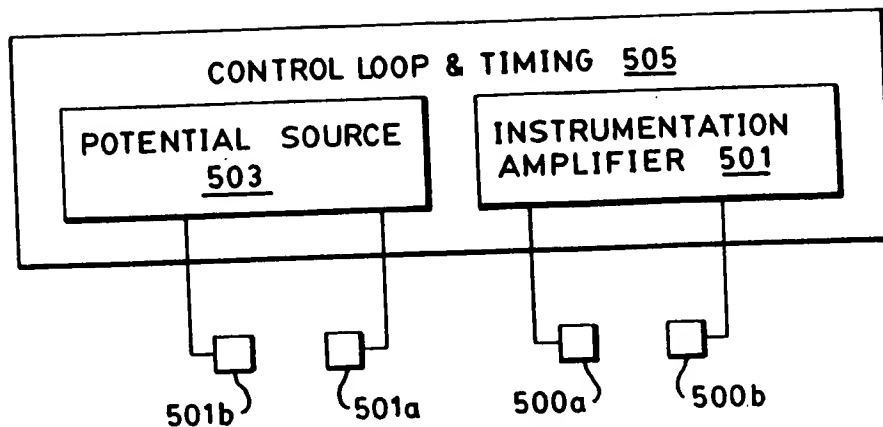 CONTROL LOOP & TIMING 505
POTENTIAL SOURCE
503
INSTRUMENTATION
AMPLIFIER 501
501b
501a
500a
500b